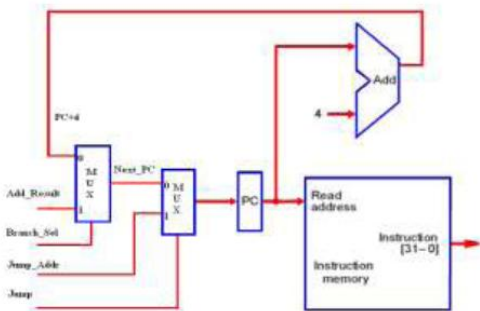 Add
4
PC+4
0
M
U
X
1
Next_PC
0
M
U
X
1
Add_Result
Branch_Sel
Jump_Addr
Jump
PC
Read
address
Instruction
[31–0]
Instruction
memory